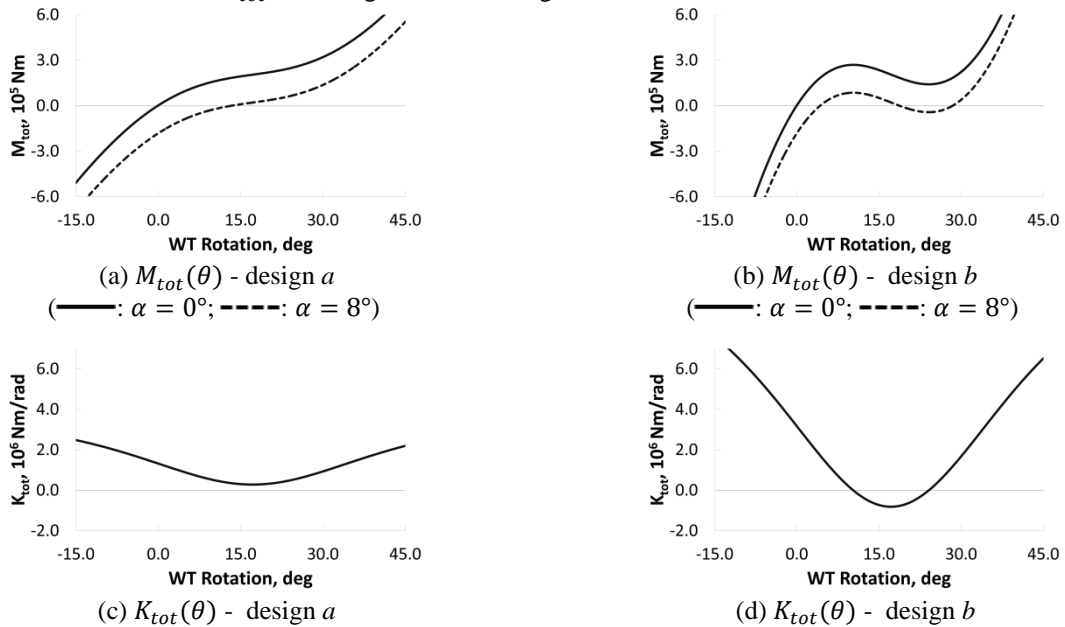 6.0
3.0
0.0
-3.0
-6.0
M_tot, 10^5 Nm
-15.0 0.0 15.0 30.0 45.0
WT Rotation, deg
(a) M_tot(θ) - design a
(: α = 0°; : α = 8°)
6.0
3.0
0.0
-3.0
-6.0
M_tot, 10^5 Nm
-15.0 0.0 15.0 30.0 45.0
WT Rotation, deg
(b) M_tot(θ) - design b
(: α = 0°; : α = 8°)
6.0
4.0
2.0
0.0
-2.0
K_tot, 10^6 Nm/rad
-15.0 0.0 15.0 30.0 45.0
WT Rotation, deg
(c) K_tot(θ) - design a
6.0
4.0
2.0
0.0
-2.0
K_tot, 10^6 Nm/rad
-15.0 0.0 15.0 30.0 45.0
WT Rotation, deg
(d) K_tot(θ) - design b